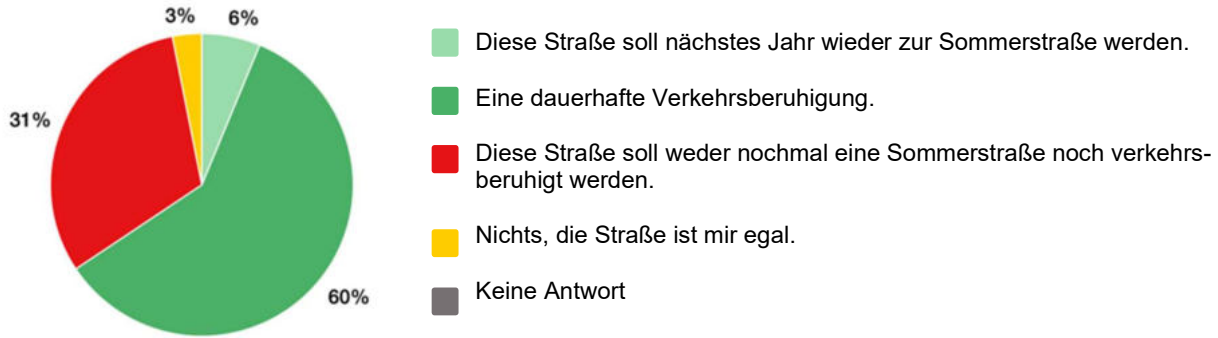 3%
6%
31%
60%
Diese Straße soll nächstes Jahr wieder zur Sommerstraße werden.
Eine dauerhafte Verkehrsberuhigung.
Diese Straße soll weder nochmal eine Sommerstraße noch verkehrs-
beruhigt werden.
Nichts, die Straße ist mir egal.
Keine Antwort